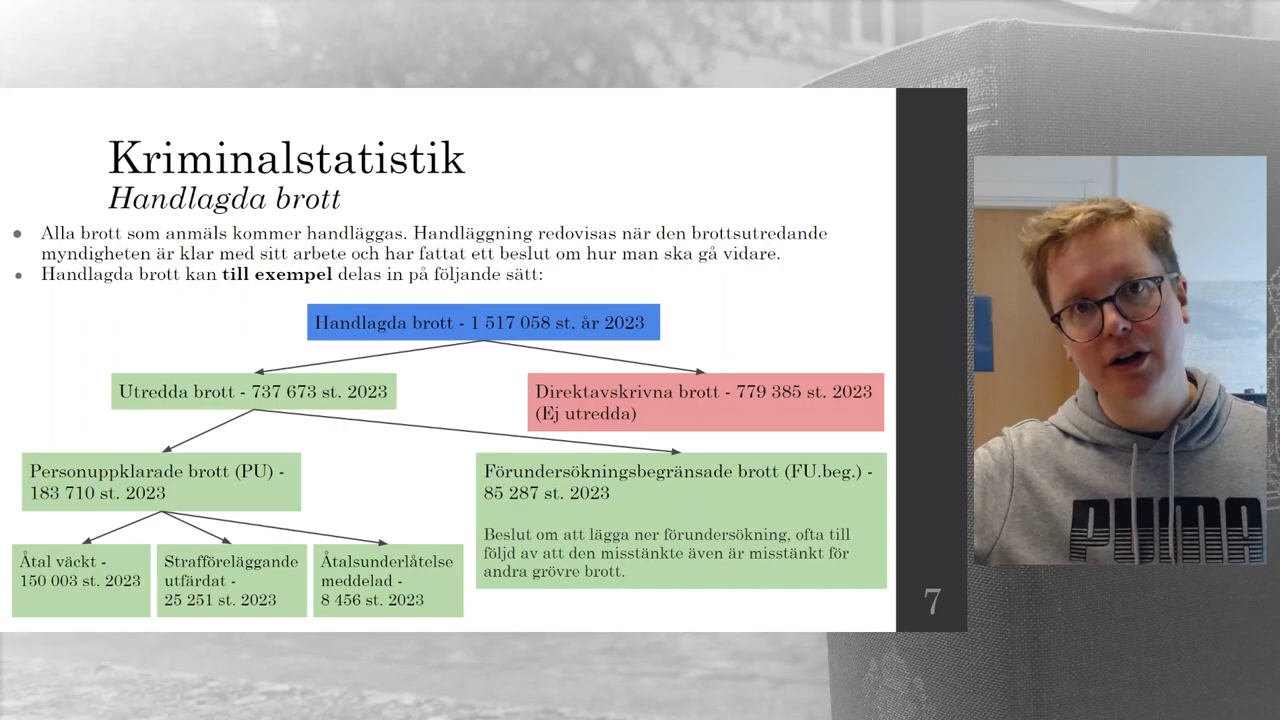 Kriminalstatistik
Handlagda brott
● Alla brott som anmäls kommer handläggas. Handläggning redovisas när den brottsutredande
myndigheten är klar med sitt arbete och har fattat ett beslut om hur man ska gå vidare.
● Handlagda brott kan till exempel delas in på följande sätt:
Handlagda brott - 1 517 058 st. år 2023
Utredda brott - 737 673 st. 2023
Direktavskrivna brott - 779 385 st. 2023
(Ej utredda)
Personuppklarade brott (PU) -
183 710 st. 2023
Förundersökningsbegränsade brott (FU.beg.) -
85 287 st. 2023
Beslut om att lägga ner förundersökning, ofta till
följd av att den misstänkte även är misstänkt för
andra grövre brott.
Åtal väckt -
150 003 st. 2023
Strafföreläggande
utfärdat -
25 251 st. 2023
Åtalsunderlåtelse
meddelad -
8 456 st. 2023
7
PUMA